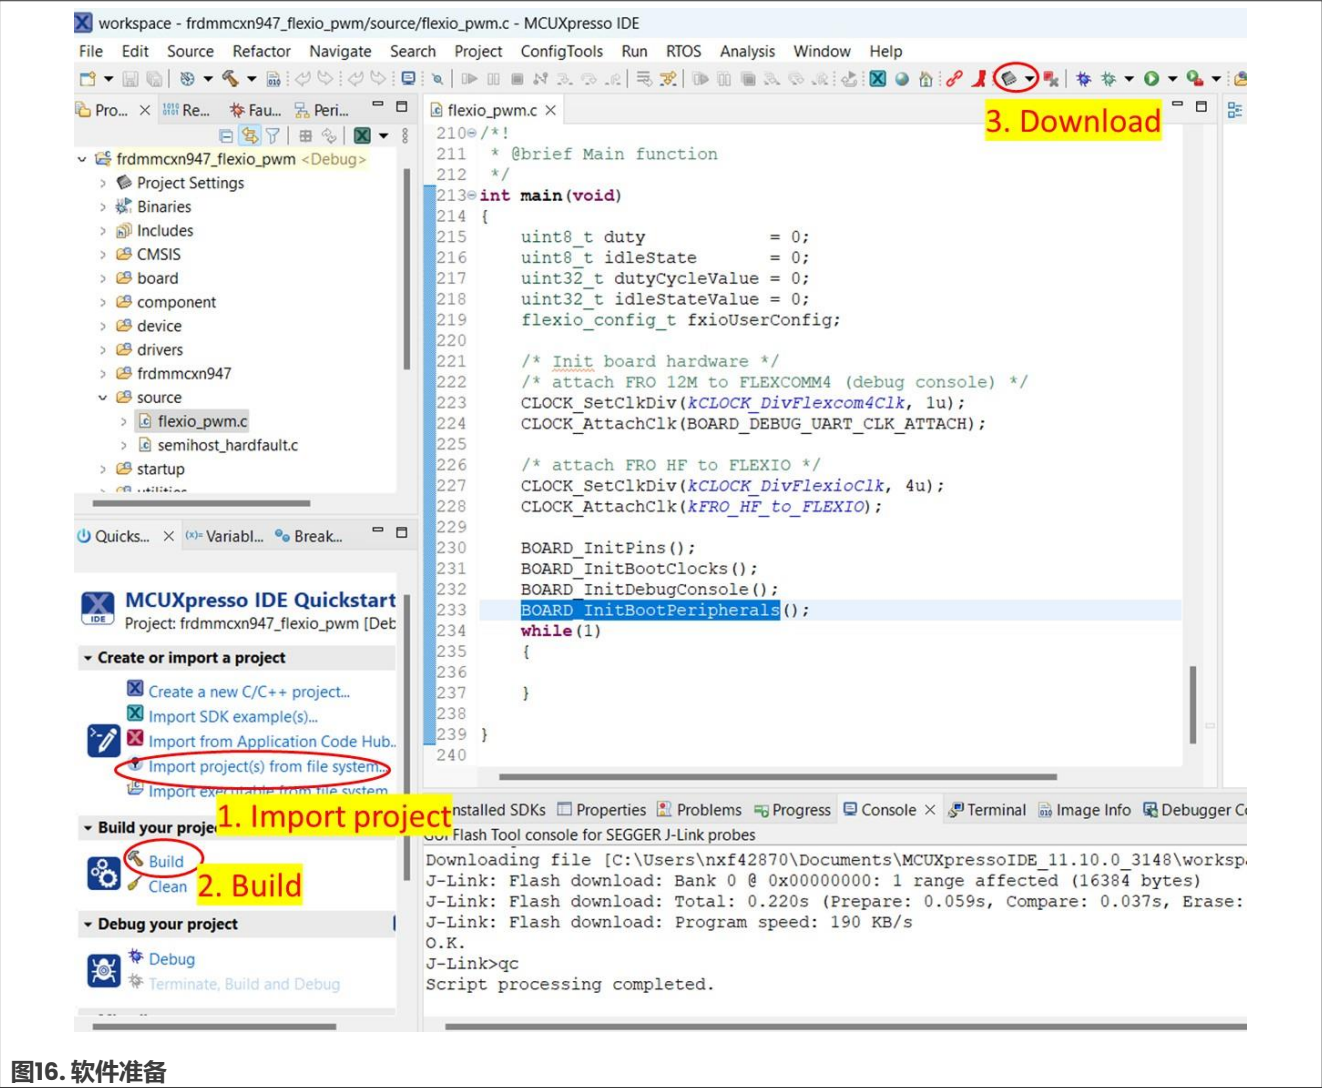 workspace - frdmmcxn947_flexio_pwm/source/flexio_pwm.c - MCUXpresso IDE
File Edit Source Refactor Navigate Search Project ConfigTools Run RTOS Analysis Window Help
3. Download
Pro... Re... Fau... Peri...
frdmmcxn947_flexio_pwm <Debug>
Project Settings
Binaries
Includes
CMSIS
board
component
device
drivers
frdmmcxn947
source
flexio_pwm.c
semihost_hardfault.c
startup
utilities
flexio_pwm.c
210 /*!
211 * @brief Main function
212 */
213 int main(void)
214 {
215 uint8_t duty = 0;
216 uint8_t idleState = 0;
217 uint32_t dutyCycleValue = 0;
218 uint32_t idleStateValue = 0;
219 flexio_config_t fxioUserConfig;
220
221 /* Init board hardware */
222 /* attach FRO 12M to FLEXCOMM4 (debug console) */
223 CLOCK_SetClkDiv(kCLOCK_DivFlexcom4Clk, 1u);
224 CLOCK_AttachClk(BOARD_DEBUG_UART_CLK_ATTACH);
225
226 /* attach FRO HF to FLEXIO */
227 CLOCK_SetClkDiv(kCLOCK_DivFlexioClk, 4u);
228 CLOCK_AttachClk(kFRO_HF_to_FLEXIO);
229
230 BOARD_InitPins();
231 BOARD_InitBootClocks();
232 BOARD_InitDebugConsole();
233 BOARD_InitBootPeripherals();
234 while(1)
235 {
236
237 }
238
239 }
240
Quicks... (x)= Variabl... Break...
IDE
MCUXpresso IDE Quickstart
Project: frdmmcxn947_flexio_pwm [Deb
Create or import a project
Create a new C/C++ project...
Import SDK example(s)...
Import from Application Code Hub..
Import project(s) from file system...
Import executable from file system
1. Import project
Build your projec
Build
Clean
2. Build
Debug your project
Debug
Terminate, Build and Debug
nstalled SDKs Properties Problems Progress Console Terminal Image Info Debugger Co
GUI Flash Tool console for SEGGER J-Link probes
Downloading file [C:\Users\nxf42870\Documents\MCUXpressoIDE_11.10.0_3148\worksp
J-Link: Flash download: Bank 0 @ 0x00000000: 1 range affected (16384 bytes)
J-Link: Flash download: Total: 0.220s (Prepare: 0.059s, Compare: 0.037s, Erase:
J-Link: Flash download: Program speed: 190 KB/s
O.K.
J-Link>qc
Script processing completed.
图16. 软件准备